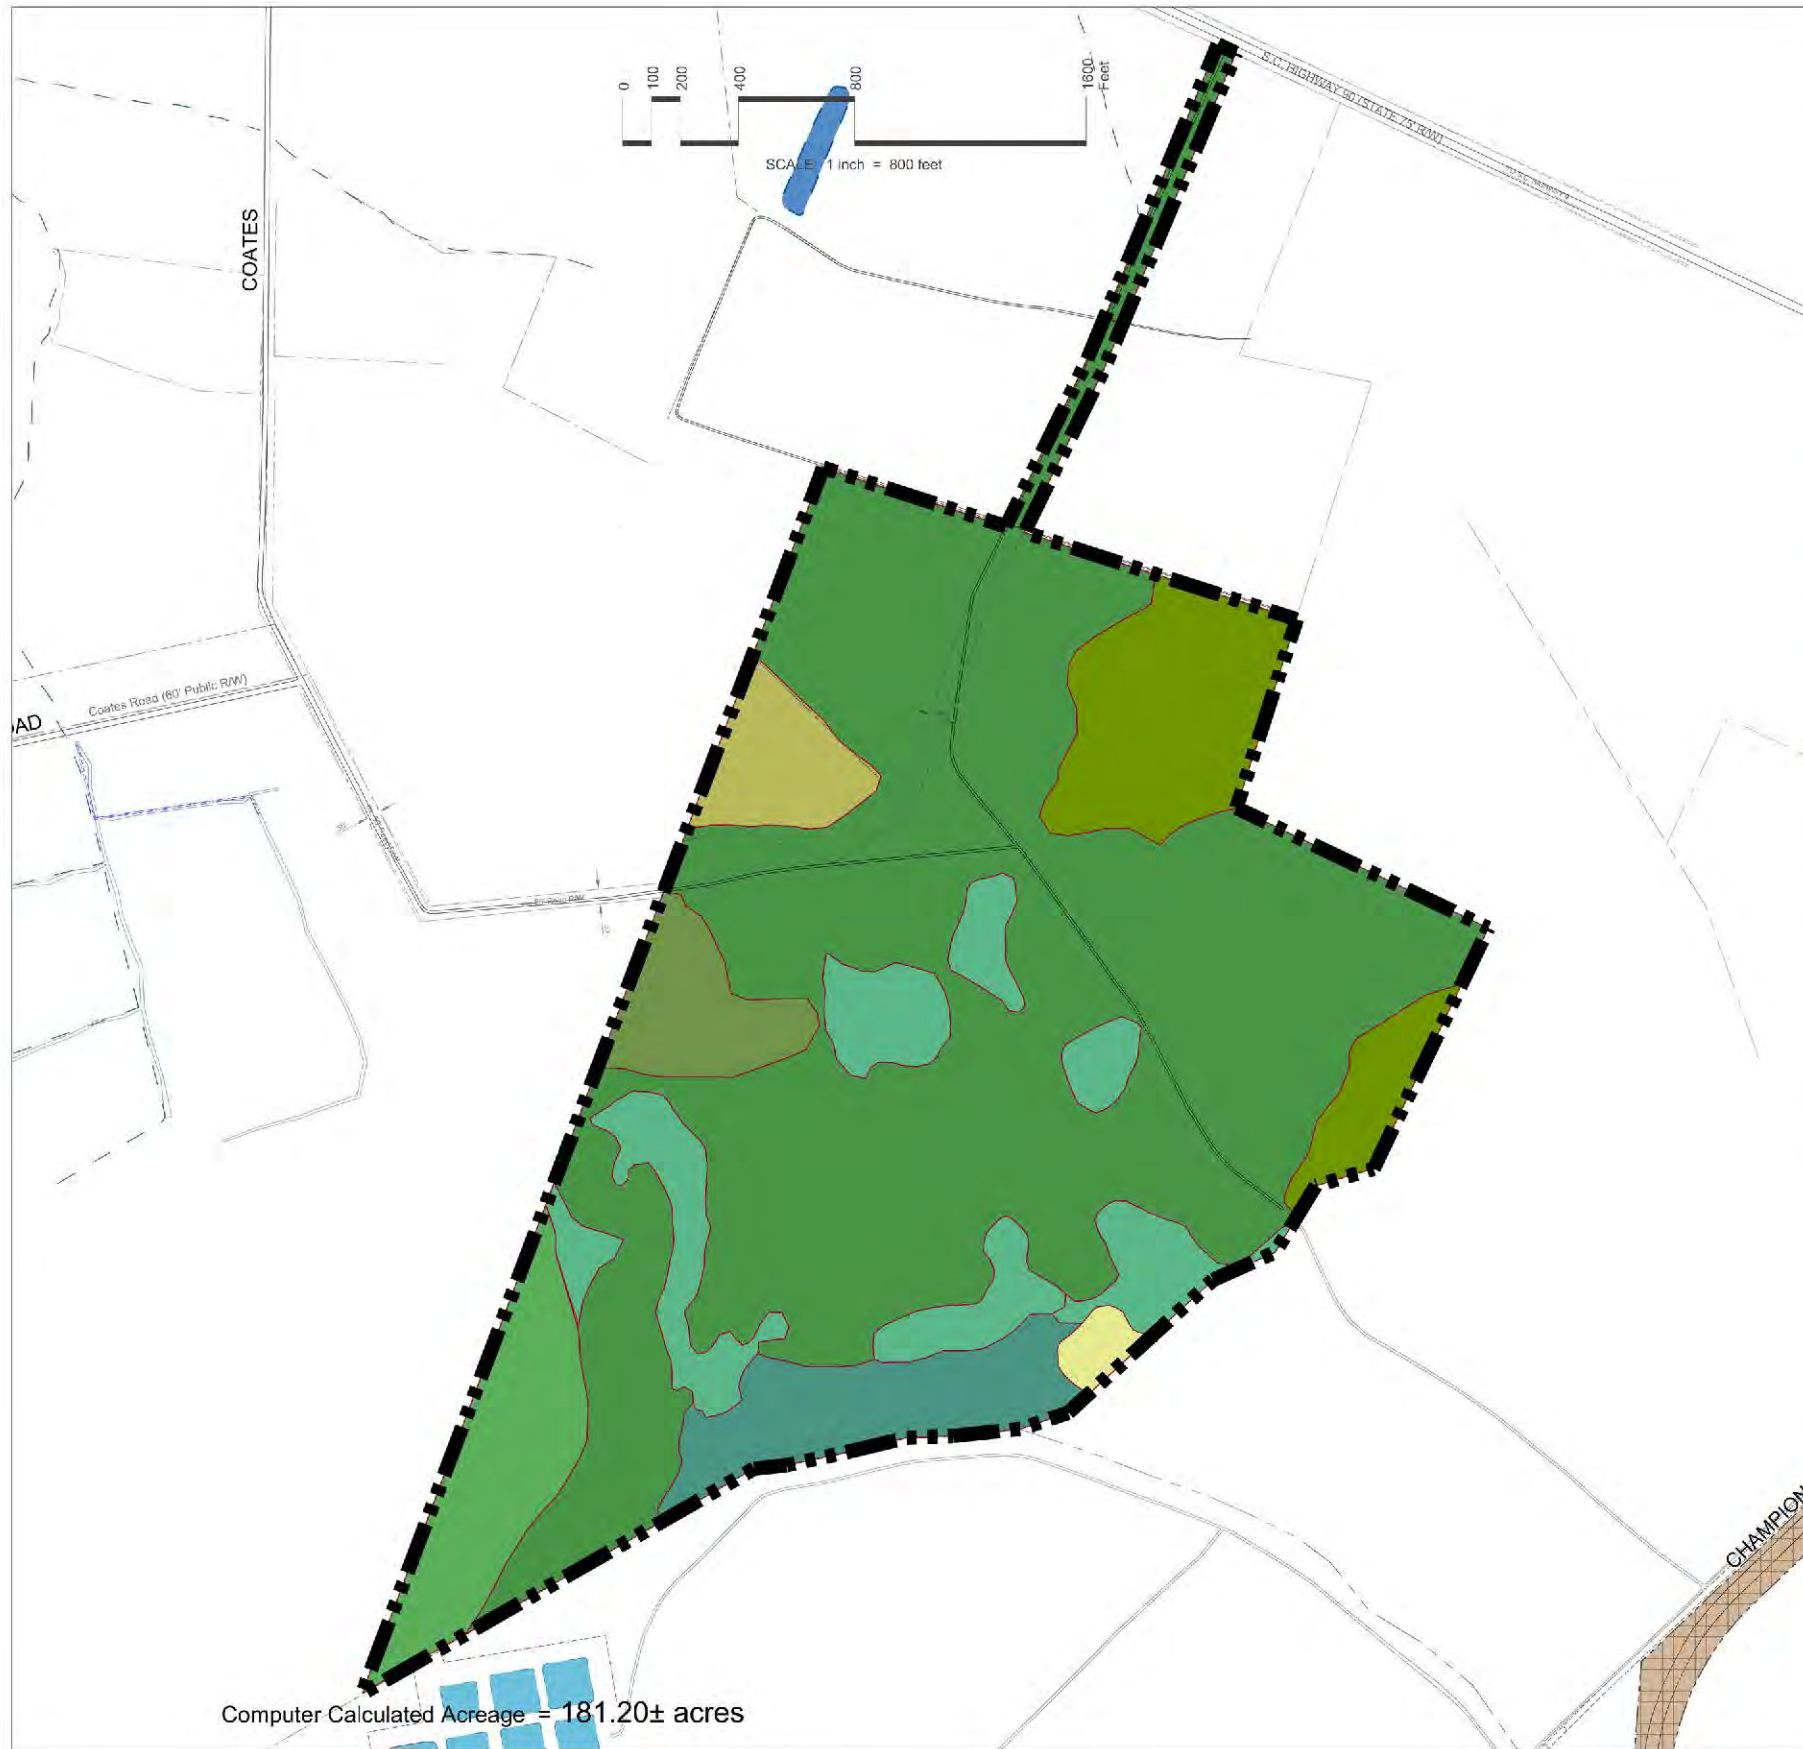 0
100
200
400
800
1600
Feet
SCALE: 1 inch = 800 feet
S.C. HIGHWAY 90 (STATE 75' R/W)
COATES
Coates Road (60' Public R/W)
OAD
CHAMPION
Computer Calculated Acreage = 181.20± acres